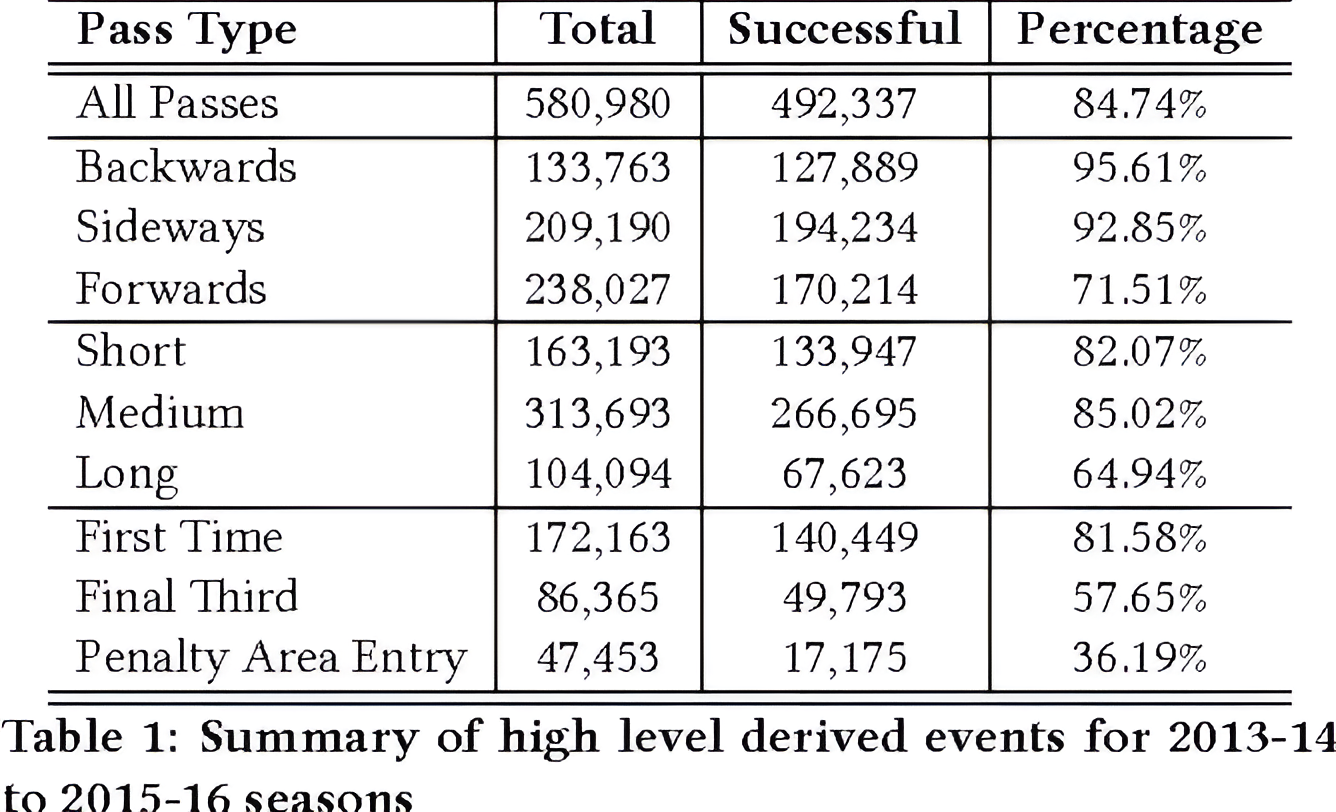 Pass Type Total Successful Percentage
All Passes 580,980 492,337 84.74%
Backwards 133,763 127,889 95.61%
Sideways 209,190 194,234 92.85%
Forwards 238,027 170,214 71.51%
Short 163,193 133,947 82.07%
Medium 313,693 266,695 85.02%
Long 104,094 67,623 64.94%
First Time 172,163 140,449 81.58%
Final Third 86,365 49,793 57.65%
Penalty Area Entry 47,453 17,175 36.19%
Table 1: Summary of high level derived events for 2013-14
to 2015-16 seasons